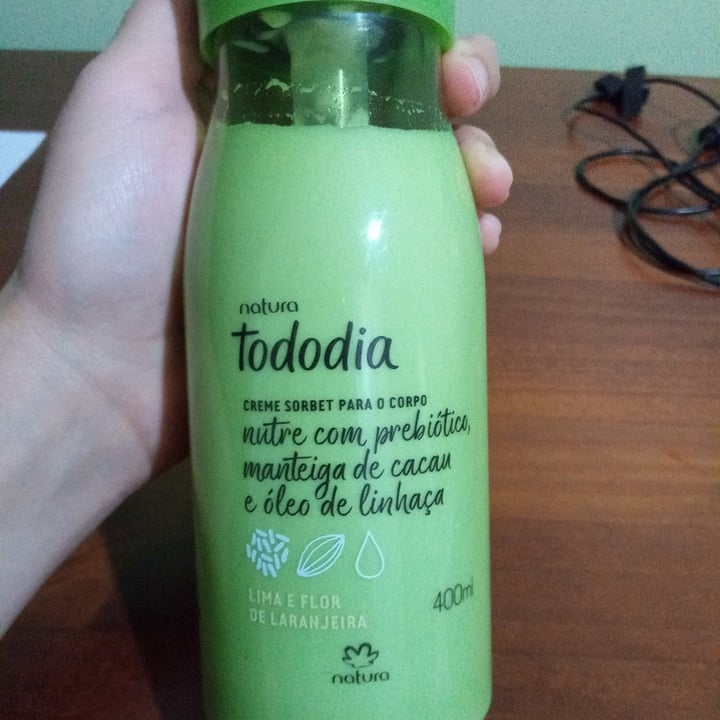 natura
tododia
CREME SORBET PARA O CORPO
nutre com prebiótico,
manteiga de cacau
e óleo de linhaça
LIMA E FLOR
DE LARANJEIRA
400ml
natura